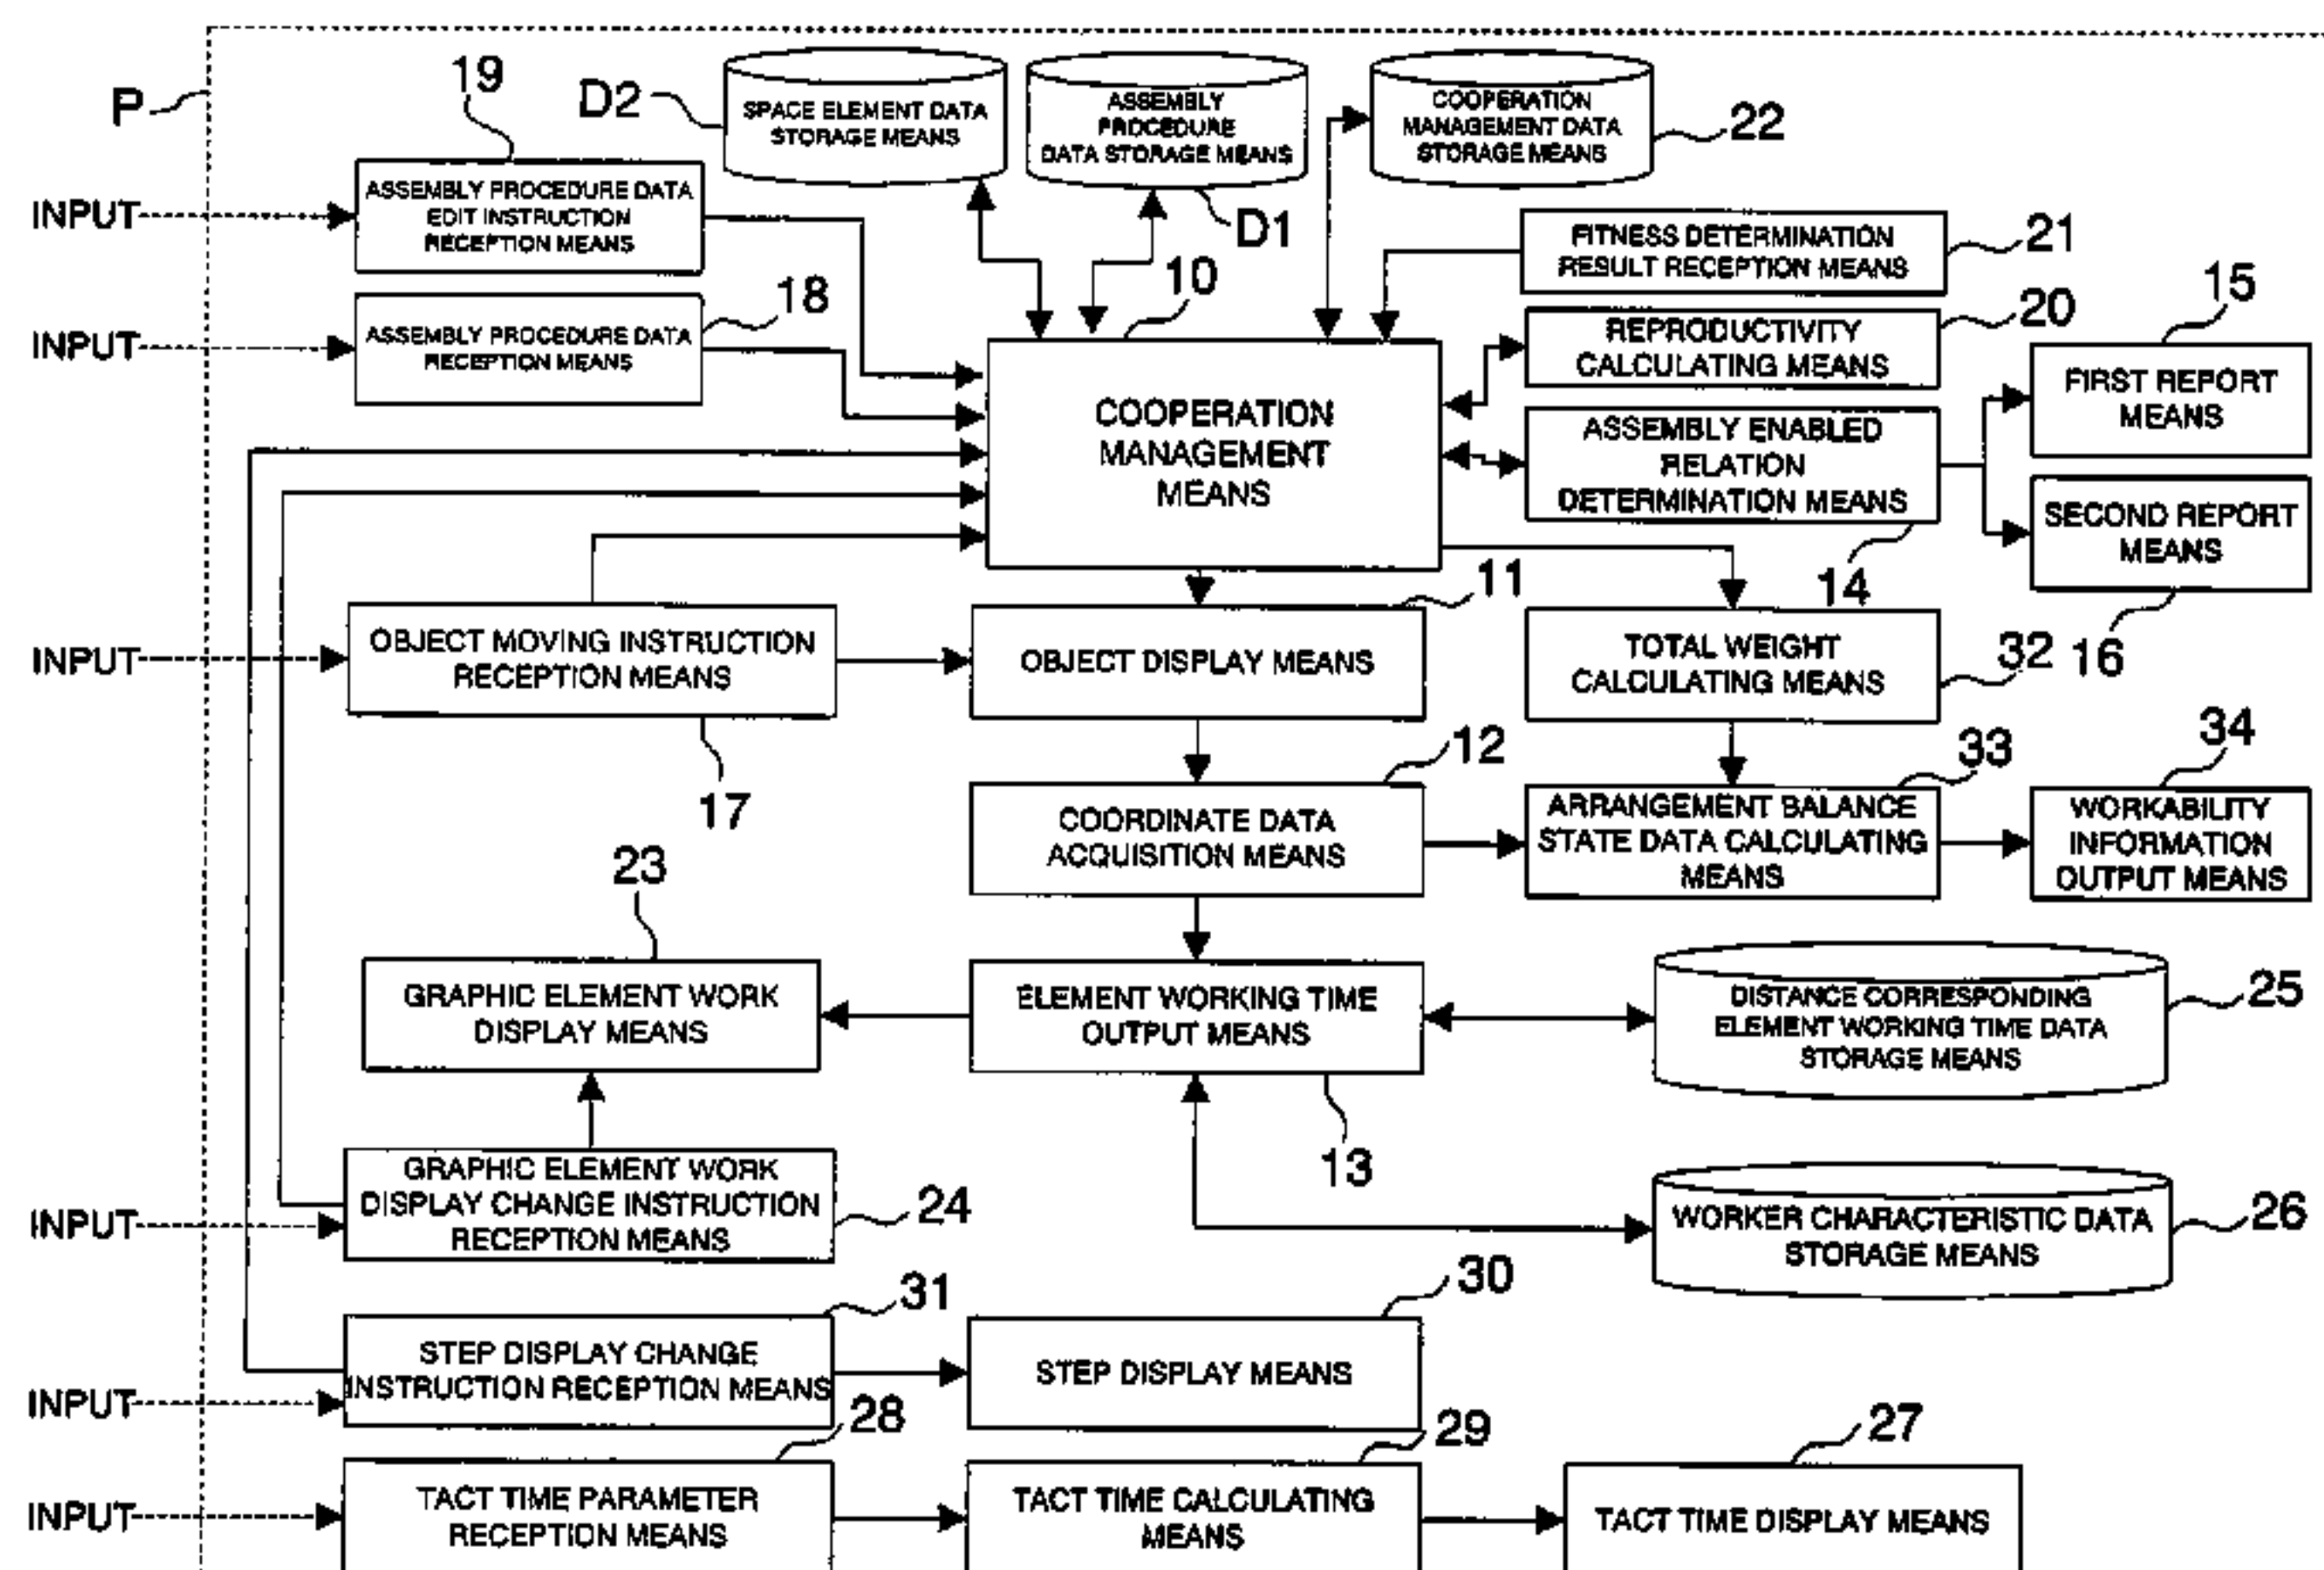 P
19
D2
SPACE ELEMENT DATA
STORAGE MEANS
ASSEMBLY
PROCEDURE
DATA STORAGE MEANS
D1
COOPERATION
MANAGEMENT DATA
STORAGE MEANS
22
INPUT
ASSEMBLY PROCEDURE DATA
EDIT INSTRUCTION
RECEPTION MEANS
FITNESS DETERMINATION
RESULT RECEPTION MEANS
21
INPUT
ASSEMBLY PROCEDURE DATA
RECEPTION MEANS
18
10
COOPERATION
MANAGEMENT
MEANS
REPRODUCTIVITY
CALCULATING MEANS
20
ASSEMBLY ENABLED
RELATION
DETERMINATION MEANS
14
15
FIRST REPORT
MEANS
SECOND REPORT
MEANS
16
INPUT
OBJECT MOVING INSTRUCTION
RECEPTION MEANS
17
11
OBJECT DISPLAY MEANS
TOTAL WEIGHT
CALCULATING MEANS
32
12
COORDINATE DATA
ACQUISITION MEANS
33
ARRANGEMENT BALANCE
STATE DATA CALCULATING
MEANS
34
WORKABILITY
INFORMATION
OUTPUT MEANS
23
GRAPHIC ELEMENT WORK
DISPLAY MEANS
ELEMENT WORKING TIME
OUTPUT MEANS
13
DISTANCE CORRESPONDING
ELEMENT WORKING TIME DATA
STORAGE MEANS
25
INPUT
GRAPHIC ELEMENT WORK
DISPLAY CHANGE INSTRUCTION
RECEPTION MEANS
24
WORKER CHARACTERISTIC DATA
STORAGE MEANS
26
INPUT
31
STEP DISPLAY CHANGE
INSTRUCTION RECEPTION MEANS
30
STEP DISPLAY MEANS
INPUT
28
TACT TIME PARAMETER
RECEPTION MEANS
29
TACT TIME CALCULATING
MEANS
27
TACT TIME DISPLAY MEANS